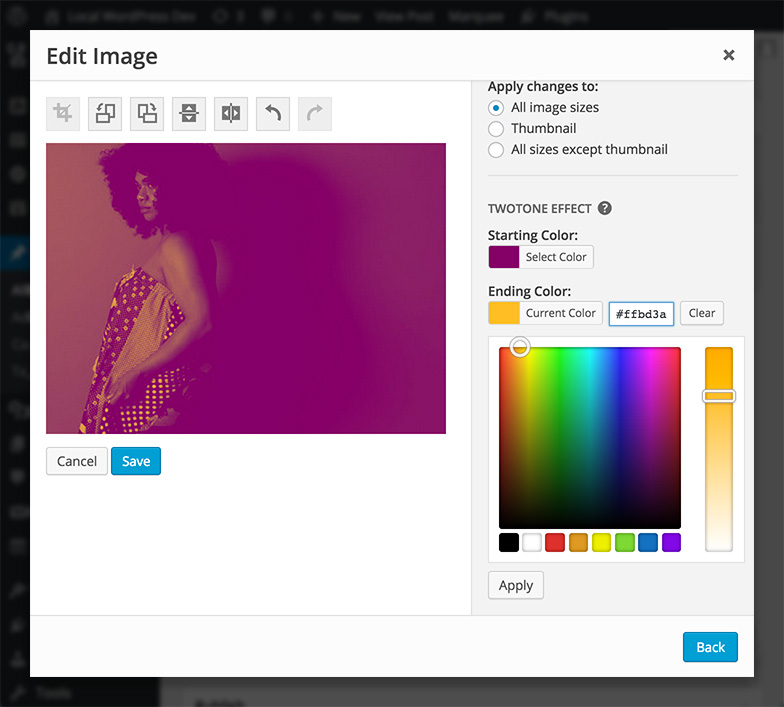 Local WordPress Dev 3 New View Post Marquee Plugins
Edit Image
Apply changes to:
All image sizes
Thumbnail
All sizes except thumbnail
TWOTONE EFFECT ?
Starting Color:
Select Color
Ending Color:
Current Color #ffbd3a Clear
Cancel Save
Apply
Back
Tools
Publish